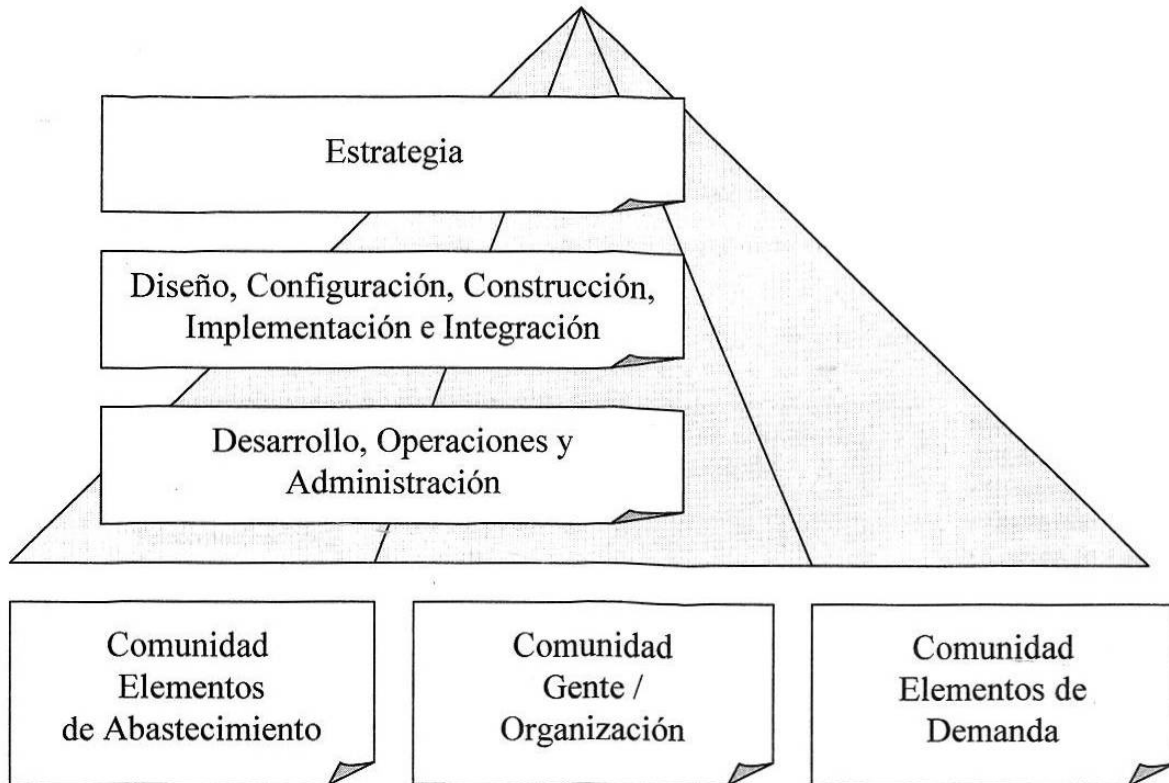 Estrategia
Diseño, Configuración, Construcción,
Implementación e Integración
Desarrollo, Operaciones y
Administración
Comunidad
Elementos
de Abastecimiento
Comunidad
Gente /
Organización
Comunidad
Elementos de
Demanda